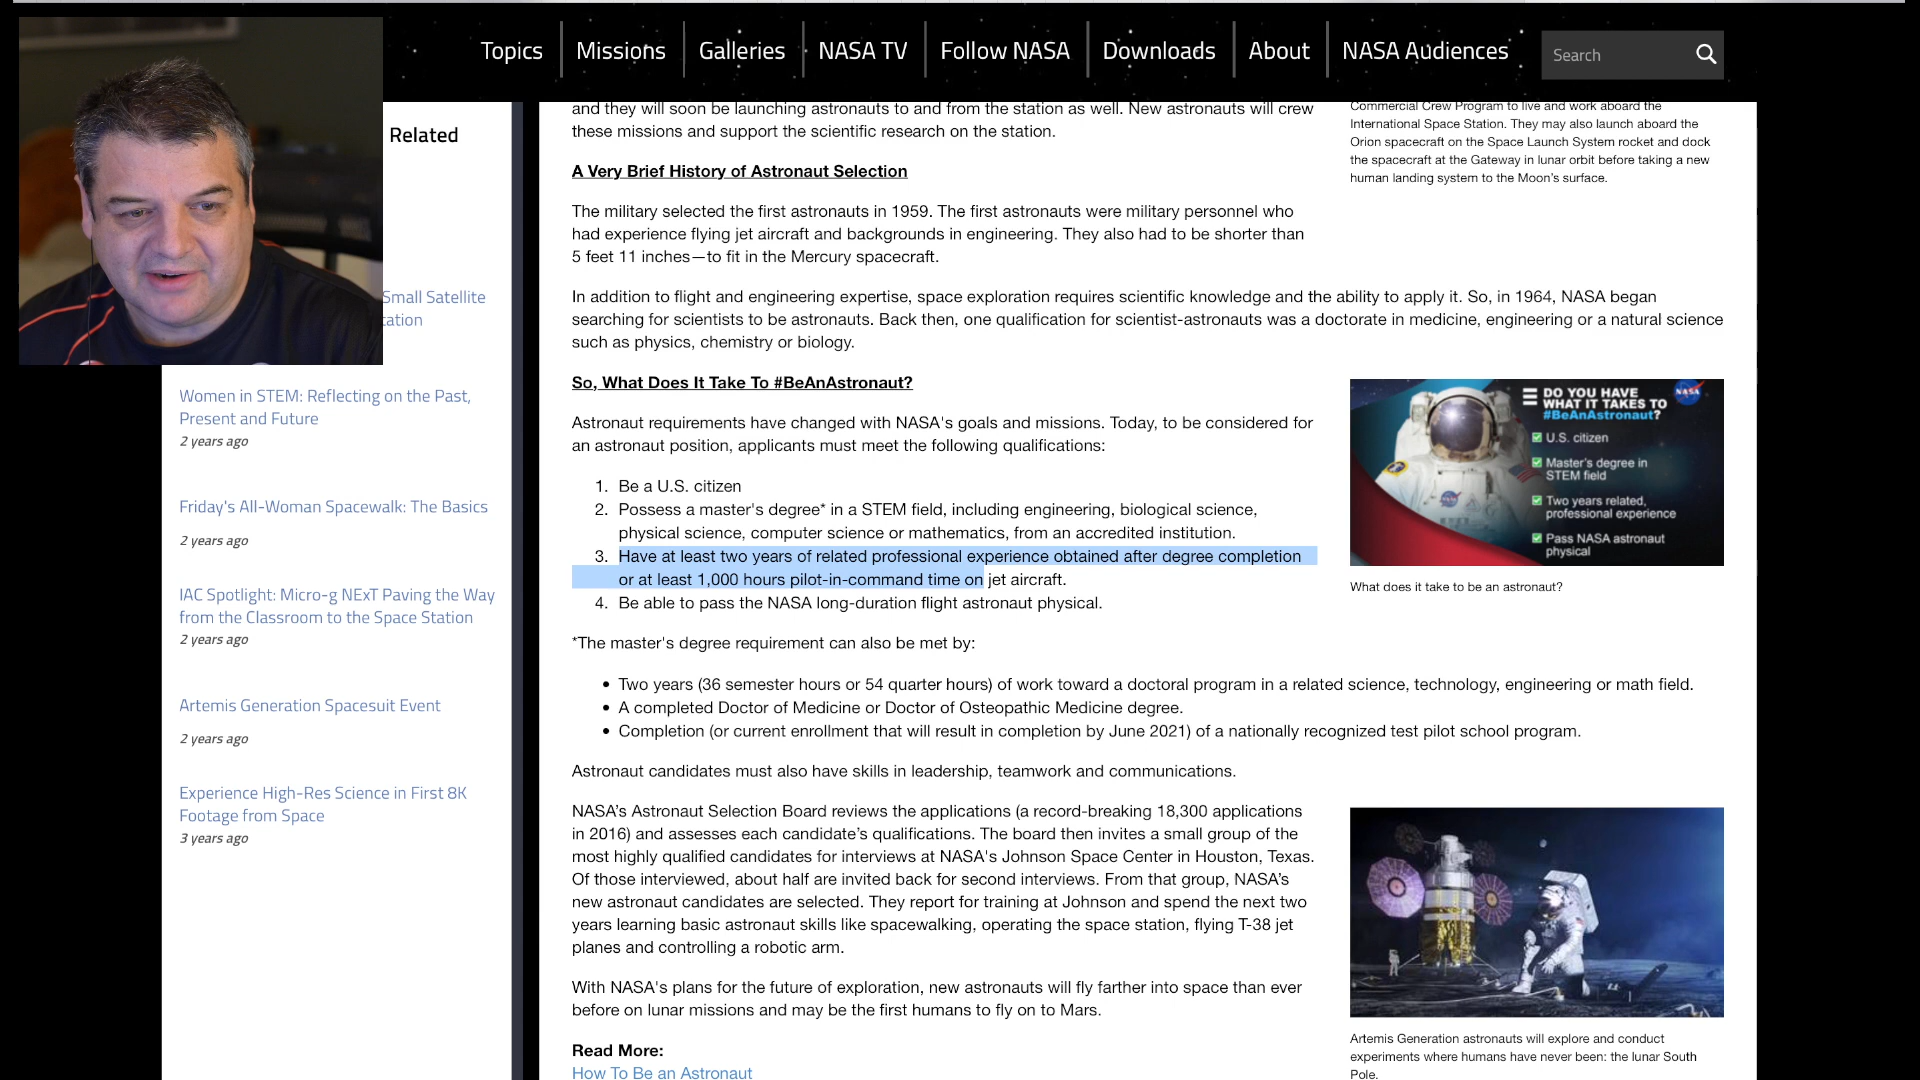 Topics
Missions
Galleries
NASA TV
Follow NASA
Downloads
About
NASA Audiences
Search
Related
Small Satellite
Women in STEM: Reflecting on the Past,
Present and Future
2 years ago
Friday's All-Woman Spacewalk: The Basics
2 years ago
IAC Spotlight: Micro-g NExT Paving the Way
from the Classroom to the Space Station
2 years ago
Artemis Generation Spacesuit Event
2 years ago
Experience High-Res Science in First 8K
Footage from Space
3 years ago
and they will soon be launching astronauts to and from the station as well. New astronauts will crew
these missions and support the scientific research on the station.
A Very Brief History of Astronaut Selection
The military selected the first astronauts in 1959. The first astronauts were military personnel who
had experience flying jet aircraft and backgrounds in engineering. They also had to be shorter than
5 feet 11 inches—to fit in the Mercury spacecraft.
In addition to flight and engineering expertise, space exploration requires scientific knowledge and the ability to apply it. So, in 1964, NASA began
searching for scientists to be astronauts. Back then, one qualification for scientist-astronauts was a doctorate in medicine, engineering or a natural science
such as physics, chemistry or biology.
So, What Does It Take To #BeAnAstronaut?
Astronaut requirements have changed with NASA's goals and missions. Today, to be considered for
an astronaut position, applicants must meet the following qualifications:
1. Be a U.S. citizen
2. Possess a master's degree* in a STEM field, including engineering, biological science,
physical science, computer science or mathematics, from an accredited institution.
3. Have at least two years of related professional experience obtained after degree completion
or at least 1,000 hours pilot-in-command time on jet aircraft.
4. Be able to pass the NASA long-duration flight astronaut physical.
*The master's degree requirement can also be met by:
• Two years (36 semester hours or 54 quarter hours) of work toward a doctoral program in a related science, technology, engineering or math field.
• A completed Doctor of Medicine or Doctor of Osteopathic Medicine degree.
• Completion (or current enrollment that will result in completion by June 2021) of a nationally recognized test pilot school program.
Astronaut candidates must also have skills in leadership, teamwork and communications.
NASA’s Astronaut Selection Board reviews the applications (a record-breaking 18,300 applications
in 2016) and assesses each candidate’s qualifications. The board then invites a small group of the
most highly qualified candidates for interviews at NASA's Johnson Space Center in Houston, Texas.
Of those interviewed, about half are invited back for second interviews. From that group, NASA’s
new astronaut candidates are selected. They report for training at Johnson and spend the next two
years learning basic astronaut skills like spacewalking, operating the space station, flying T-38 jet
planes and controlling a robotic arm.
With NASA's plans for the future of exploration, new astronauts will fly farther into space than ever
before on lunar missions and may be the first humans to fly on to Mars.
Read More:
How To Be an Astronaut
Commercial Crew Program to live and work aboard the
International Space Station. They may also launch aboard the
Orion spacecraft on the Space Launch System rocket and dock
the spacecraft at the Gateway in lunar orbit before taking a new
human landing system to the Moon’s surface.
DO YOU HAVE
WHAT IT TAKES TO
#BeAnAstronaut?
NASA
U.S. citizen
Master's degree in
STEM field
Two years related,
professional experience
Pass NASA astronaut
physical
What does it take to be an astronaut?
Artemis Generation astronauts will explore and conduct
experiments where humans have never been: the lunar South
Pole.